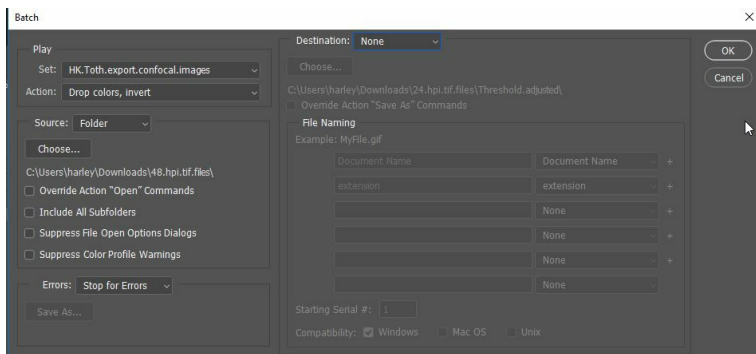 Batch
Play
Set: HK.Toth.export.confocal.images
Action: Drop colors, invert
Source: Folder
Choose...
C:\Users\harley\Downloads\48.hpi.tif.files\
Override Action "Open" Commands
Include All Subfolders
Suppress File Open Options Dialogs
Suppress Color Profile Warnings
Errors: Stop for Errors
Save As...
Destination: None
Choose...
C:\Users\harley\Downloads\24.hpi.tif.files\Threshold.adjusted\
Override Action "Save As" Commands
File Naming
Example: MyFile.gif
Document Name Document Name +
extension extension +
None +
None +
None +
None
Starting Serial #: 1
Compatibility: Windows Mac OS Unix
OK
Cancel